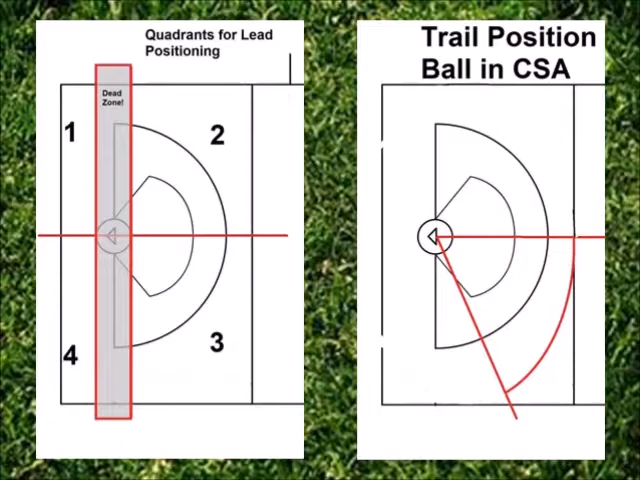 Quadrants for Lead
Positioning
Dead
Zone!
1
2
3
4
Trail Position
Ball in CSA